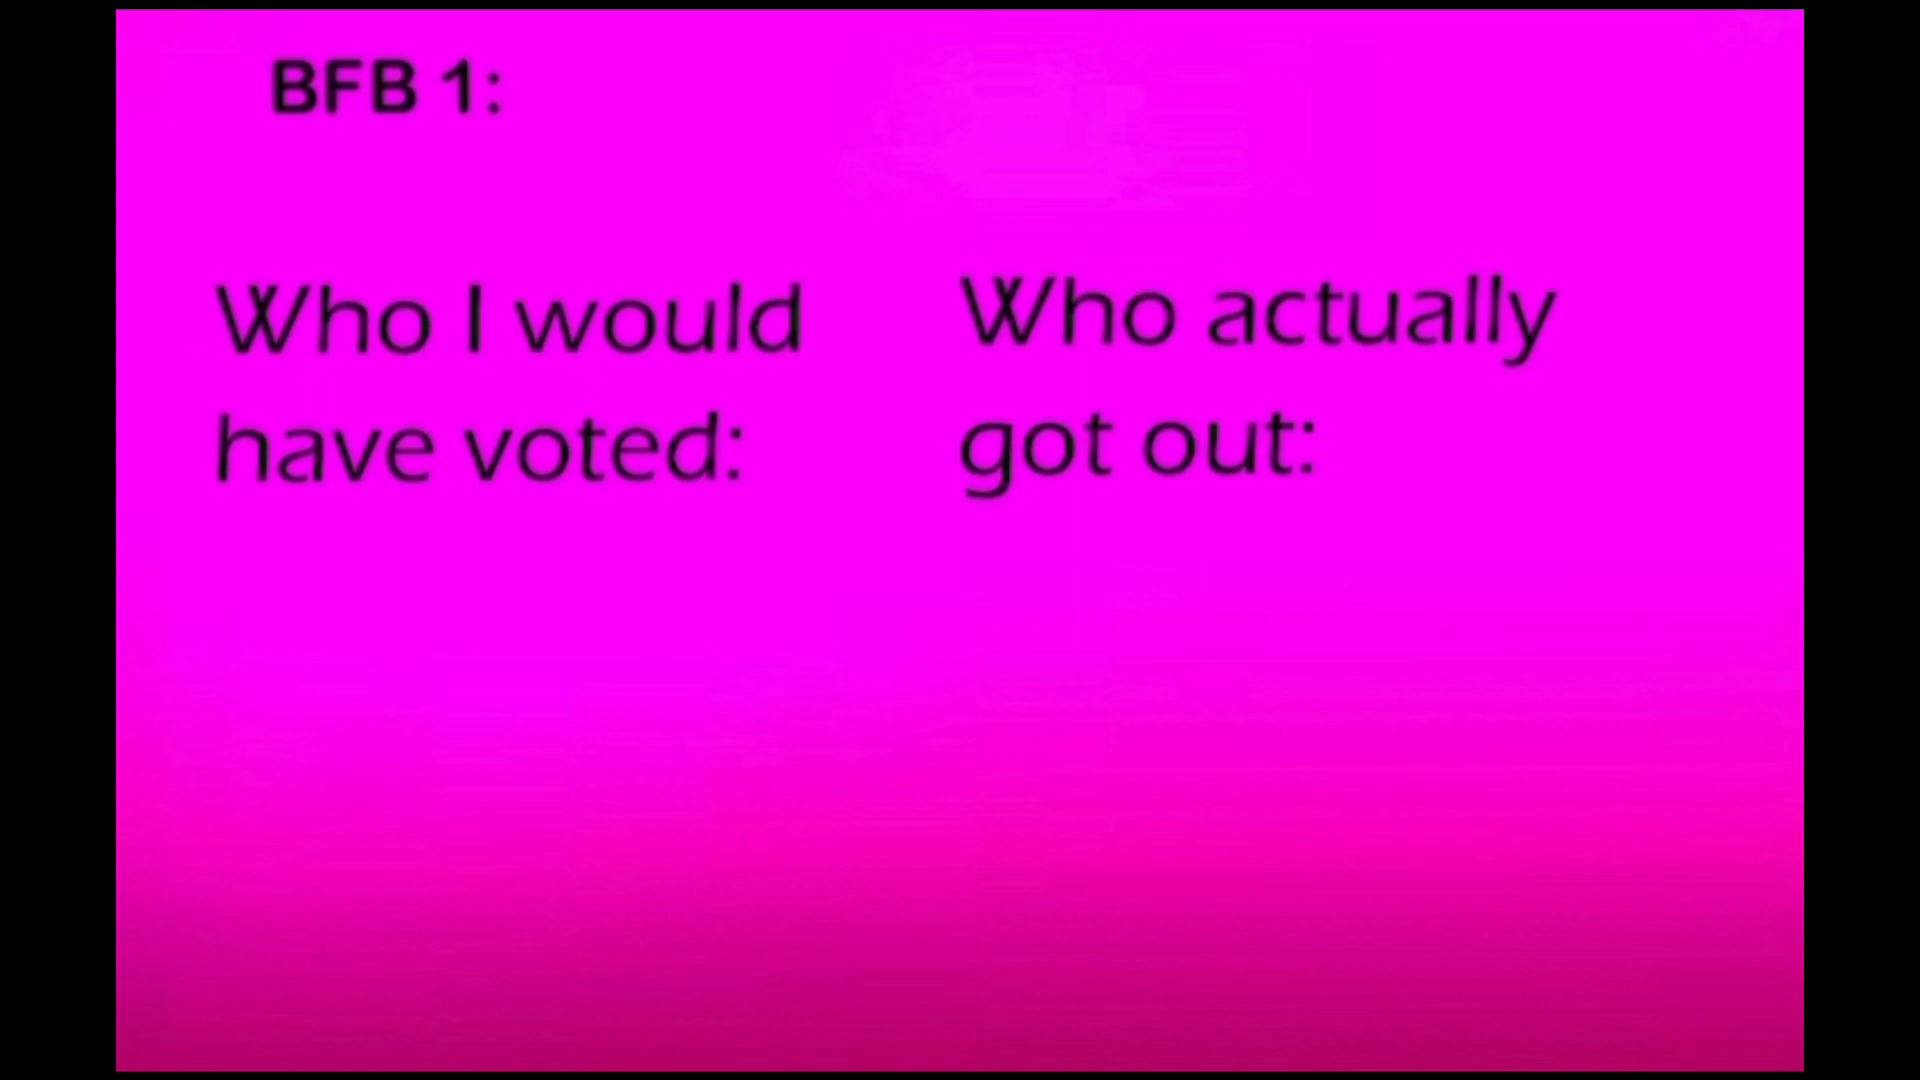 BFB 1:
Who I would
have voted:
Who actually
got out: